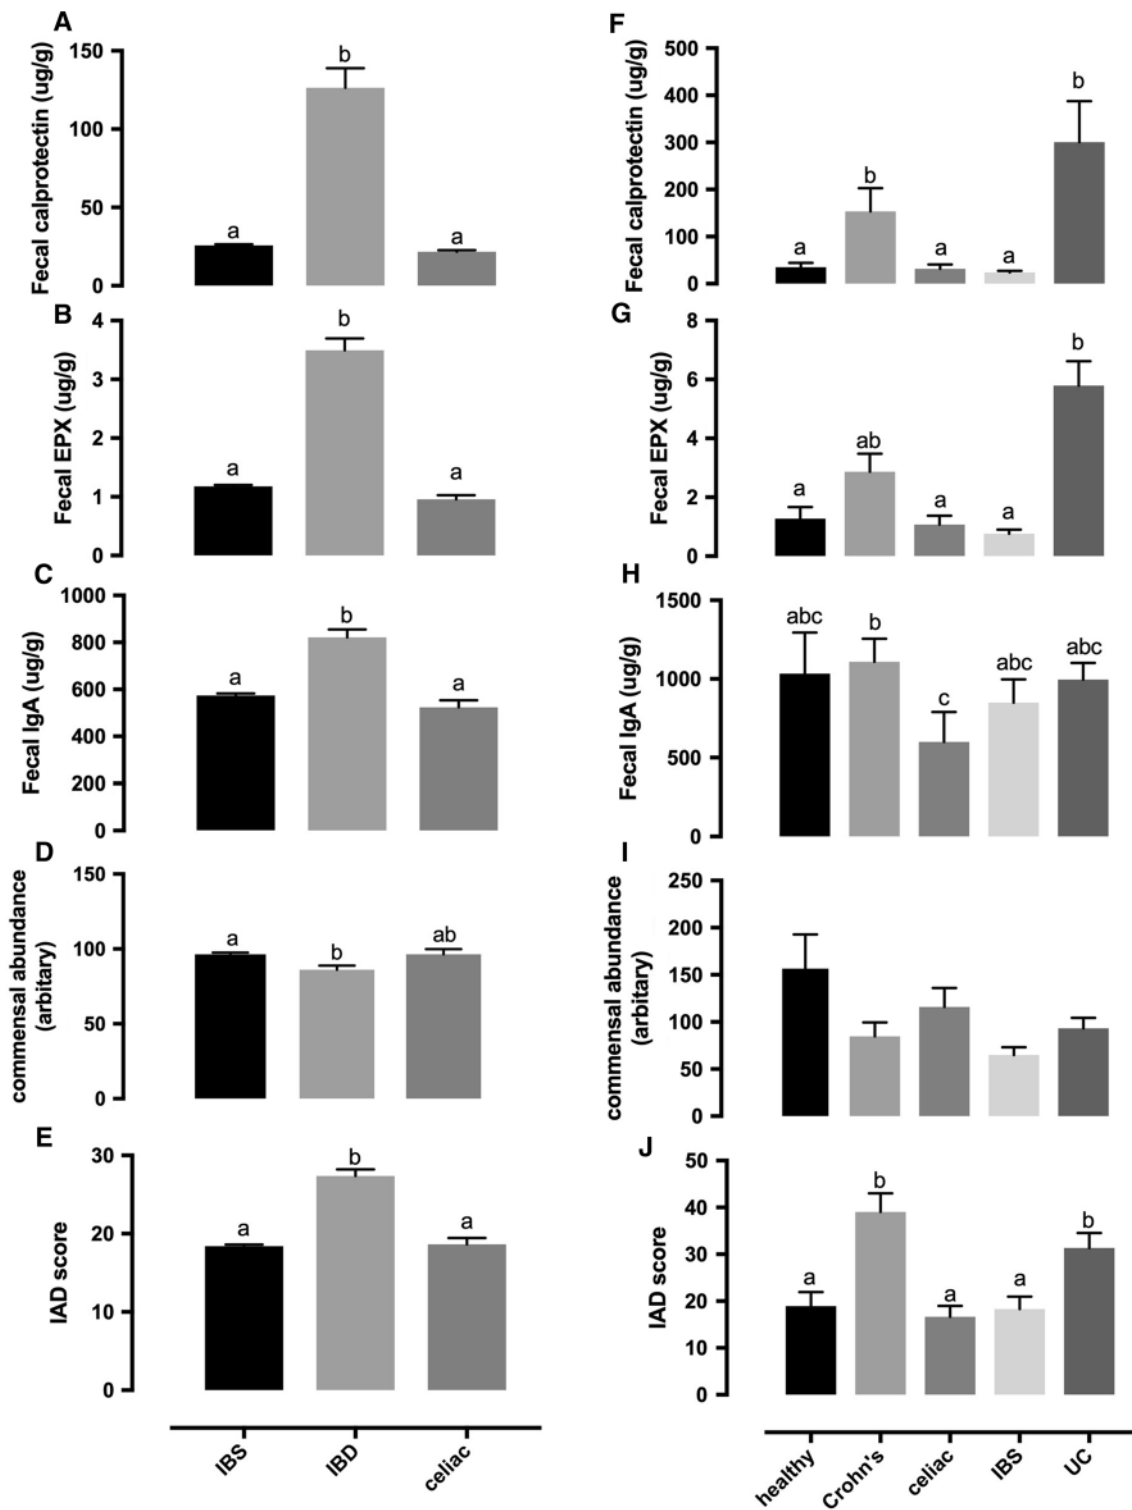 A
Fecal calprotectin (ug/g)
150
100
50
0
a
b
a
B
Fecal EPX (ug/g)
4
3
2
1
0
a
b
a
C
Fecal IgA (ug/g)
1000
800
600
400
200
0
a
b
a
D
commensal abundance
(arbitary)
150
100
50
0
a
b
ab
E
IAD score
30
20
10
0
a
b
a
IBS
IBD
celiac
F
Fecal calprotectin (ug/g)
500
400
300
200
100
0
a
b
a
a
b
G
Fecal EPX (ug/g)
8
6
4
2
0
a
ab
a
a
b
H
Fecal IgA (ug/g)
1500
1000
500
0
abc
b
c
abc
abc
I
commensal abundance
(arbitary)
250
200
150
100
50
0
J
IAD score
50
40
30
20
10
0
a
b
a
a
b
healthy
Crohn's
celiac
IBS
UC